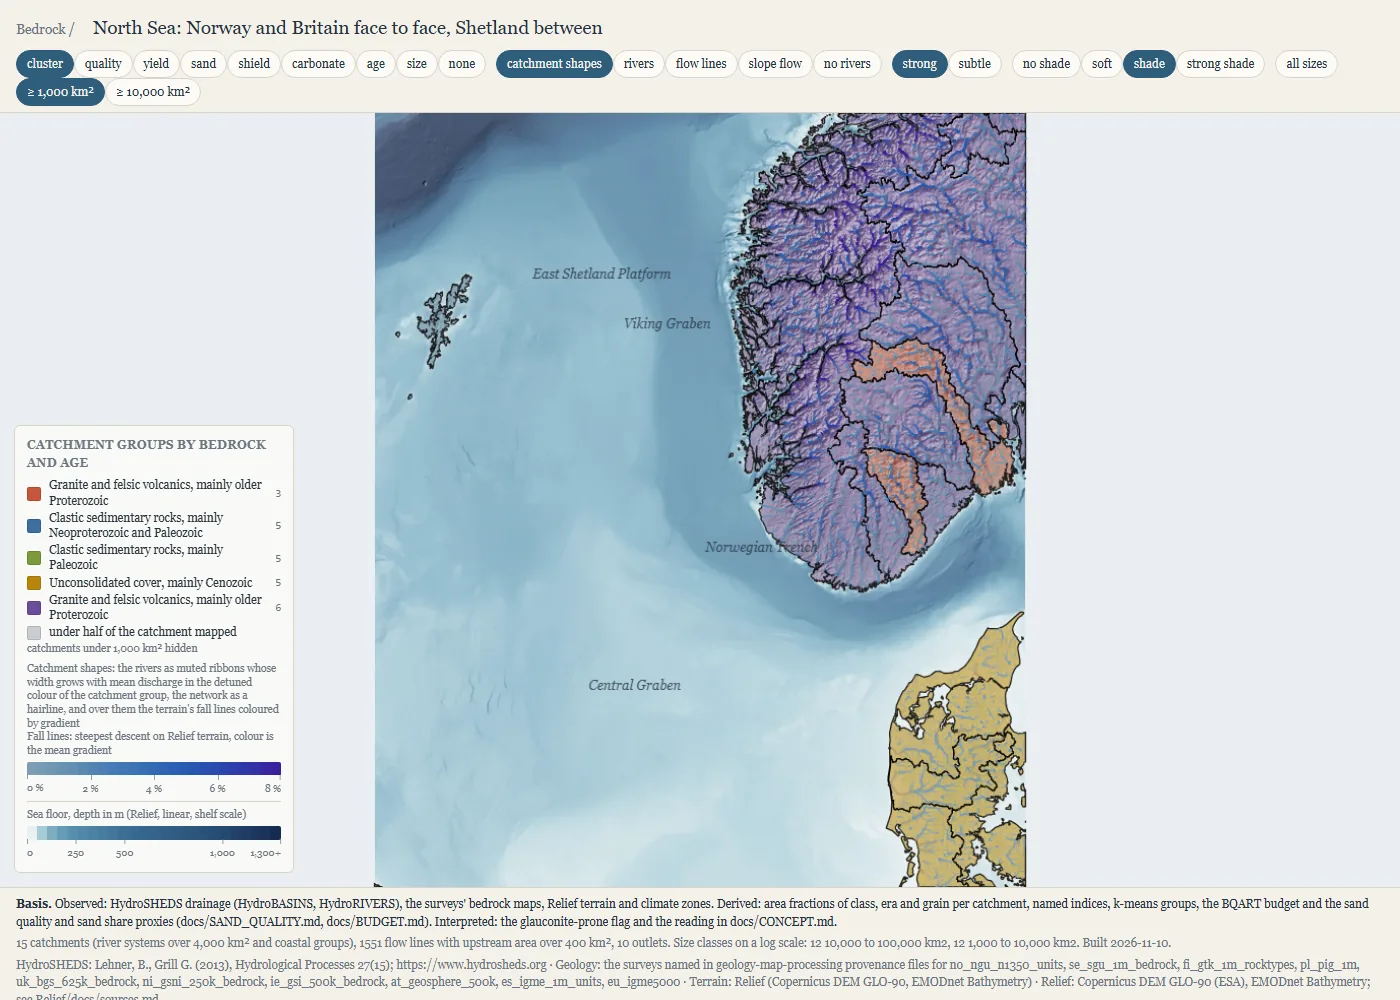 Bedrock / North Sea: Norway and Britain face to face, Shetland between
cluster quality yield sand shield carbonate age size none catchment shapes rivers flow lines slope flow no rivers strong subtle no shade soft shade strong shade all sizes
≥ 1,000 km² ≥ 10,000 km²
East Shetland Platform
Viking Graben
Norwegian Trench
Central Graben
CATCHMENT GROUPS BY BEDROCK
AND AGE
Granite and felsic volcanics, mainly older
Proterozoic 3
Clastic sedimentary rocks, mainly
Neoproterozoic and Paleozoic 5
Clastic sedimentary rocks, mainly
Paleozoic 5
Unconsolidated cover, mainly Cenozoic 5
Granite and felsic volcanics, mainly older
Proterozoic 6
under half of the catchment mapped
catchments under 1,000 km² hidden
Catchment shapes: the rivers as muted ribbons whose
width grows with mean discharge in the detuned
colour of the catchment group, the network as a
hairline, and over them the terrain's fall lines coloured
by gradient
Fall lines: steepest descent on Relief terrain, colour is
the mean gradient
0 % 2 % 4 % 6 % 8 %
Sea floor, depth in m (Relief, linear, shelf scale)
0 250 500 1,000 1,300+
Basis. Observed: HydroSHEDS drainage (HydroBASINS, HydroRIVERS), the surveys' bedrock maps, Relief terrain and climate zones. Derived: area fractions of class, era and grain per catchment, named indices, k-means groups, the BQART budget and the sand
quality and sand share proxies (docs/SAND_QUALITY.md, docs/BUDGET.md). Interpreted: the glauconite-prone flag and the reading in docs/CONCEPT.md.
15 catchments (river systems over 4,000 km² and coastal groups), 1551 flow lines with upstream area over 400 km², 10 outlets. Size classes on a log scale: 12 10,000 to 100,000 km2, 12 1,000 to 10,000 km2. Built 2026-11-10.
HydroSHEDS: Lehner, B., Grill G. (2013), Hydrological Processes 27(15); https://www.hydrosheds.org · Geology: the surveys named in geology-map-processing provenance files for no_ngu_n1350_units, se_sgu_1m_bedrock, fi_gtk_1m_rocktypes, pl_pig_1m,
uk_bgs_625k_bedrock, ni_gsni_250k_bedrock, ie_gsi_500k_bedrock, at_geosphere_500k, es_igme_1m_units, eu_igme5000 · Terrain: Relief (Copernicus DEM GLO-90, EMODnet Bathymetry) · Relief: Copernicus DEM GLO-90 (ESA), EMODnet Bathymetry;
see Relief/docs/sources.md